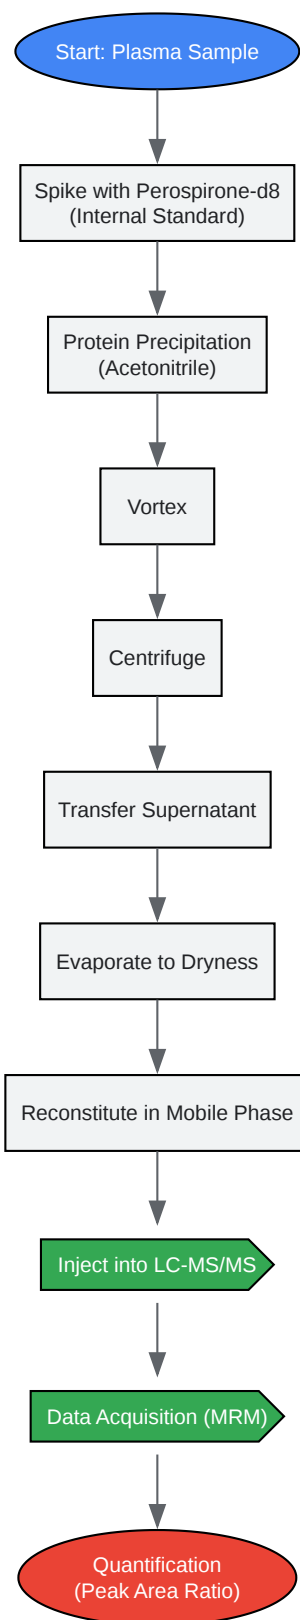 Start: Plasma Sample
Spike with Perospirone-d8
(Internal Standard)
Protein Precipitation
(Acetonitrile)
Vortex
Centrifuge
Transfer Supernatant
Evaporate to Dryness
Reconstitute in Mobile Phase
Inject into LC-MS/MS
Data Acquisition (MRM)
Quantification
(Peak Area Ratio)